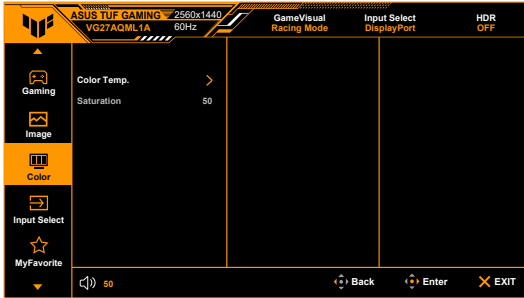 ASUS TUF GAMING 2560x1440
VG27AQML1A 60Hz
GameVisual
Racing Mode
Input Select
DisplayPort
HDR
OFF
Gaming
Image
Color
Input Select
MyFavorite
Color Temp.
Saturation 50
50
Back
Enter
EXIT